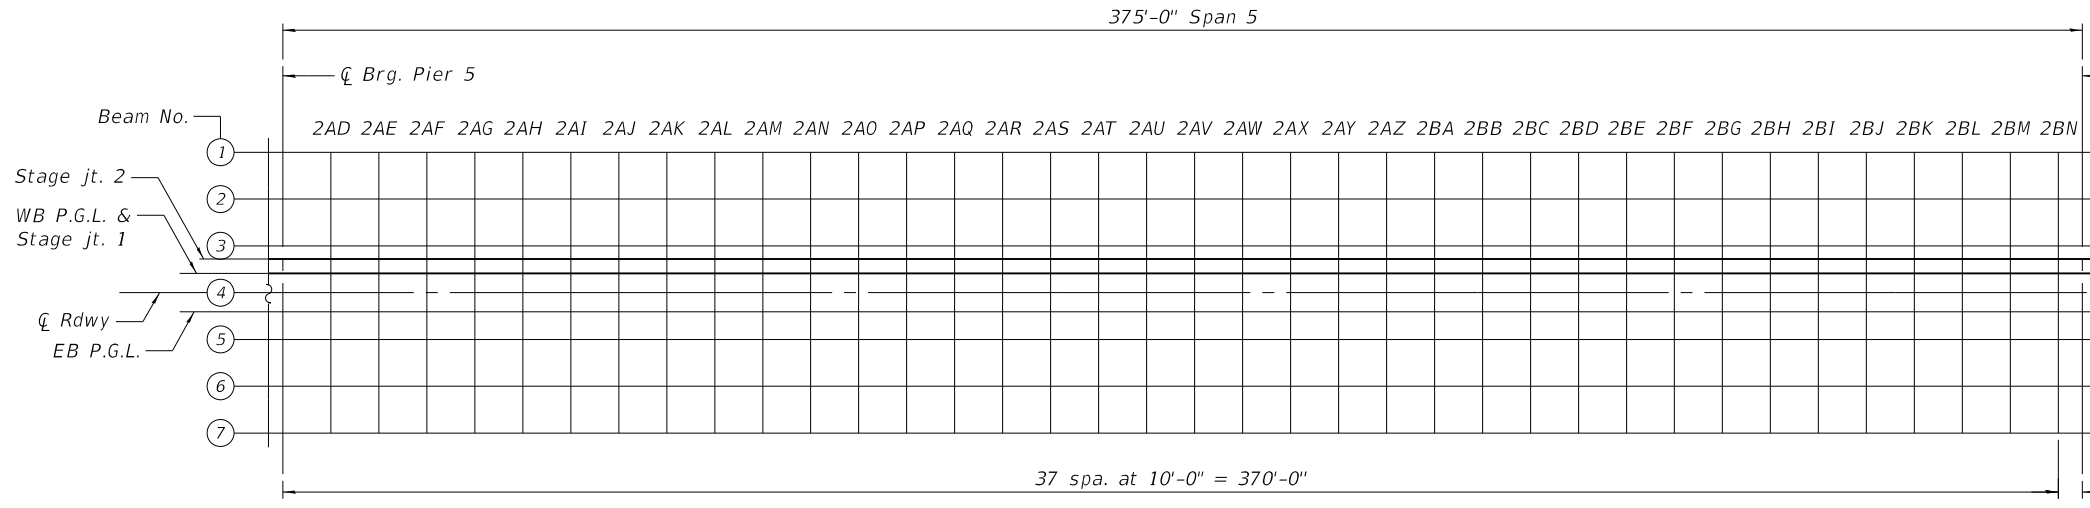 375'-0" Span 5
℄ Brg. Pier 5
Beam No.
2AD 2AE 2AF 2AG 2AH 2AI 2AJ 2AK 2AL 2AM 2AN 2AO 2AP 2AQ 2AR 2AS 2AT 2AU 2AV 2AW 2AX 2AY 2AZ 2BA 2BB 2BC 2BD 2BE 2BF 2BG 2BH 2BI 2BJ 2BK 2BL 2BM 2BN
1
Stage jt. 2
2
WB P.G.L. &
Stage jt. 1
3
4
℄ Rdwy
EB P.G.L.
5
6
7
37 spa. at 10'-0" = 370'-0"